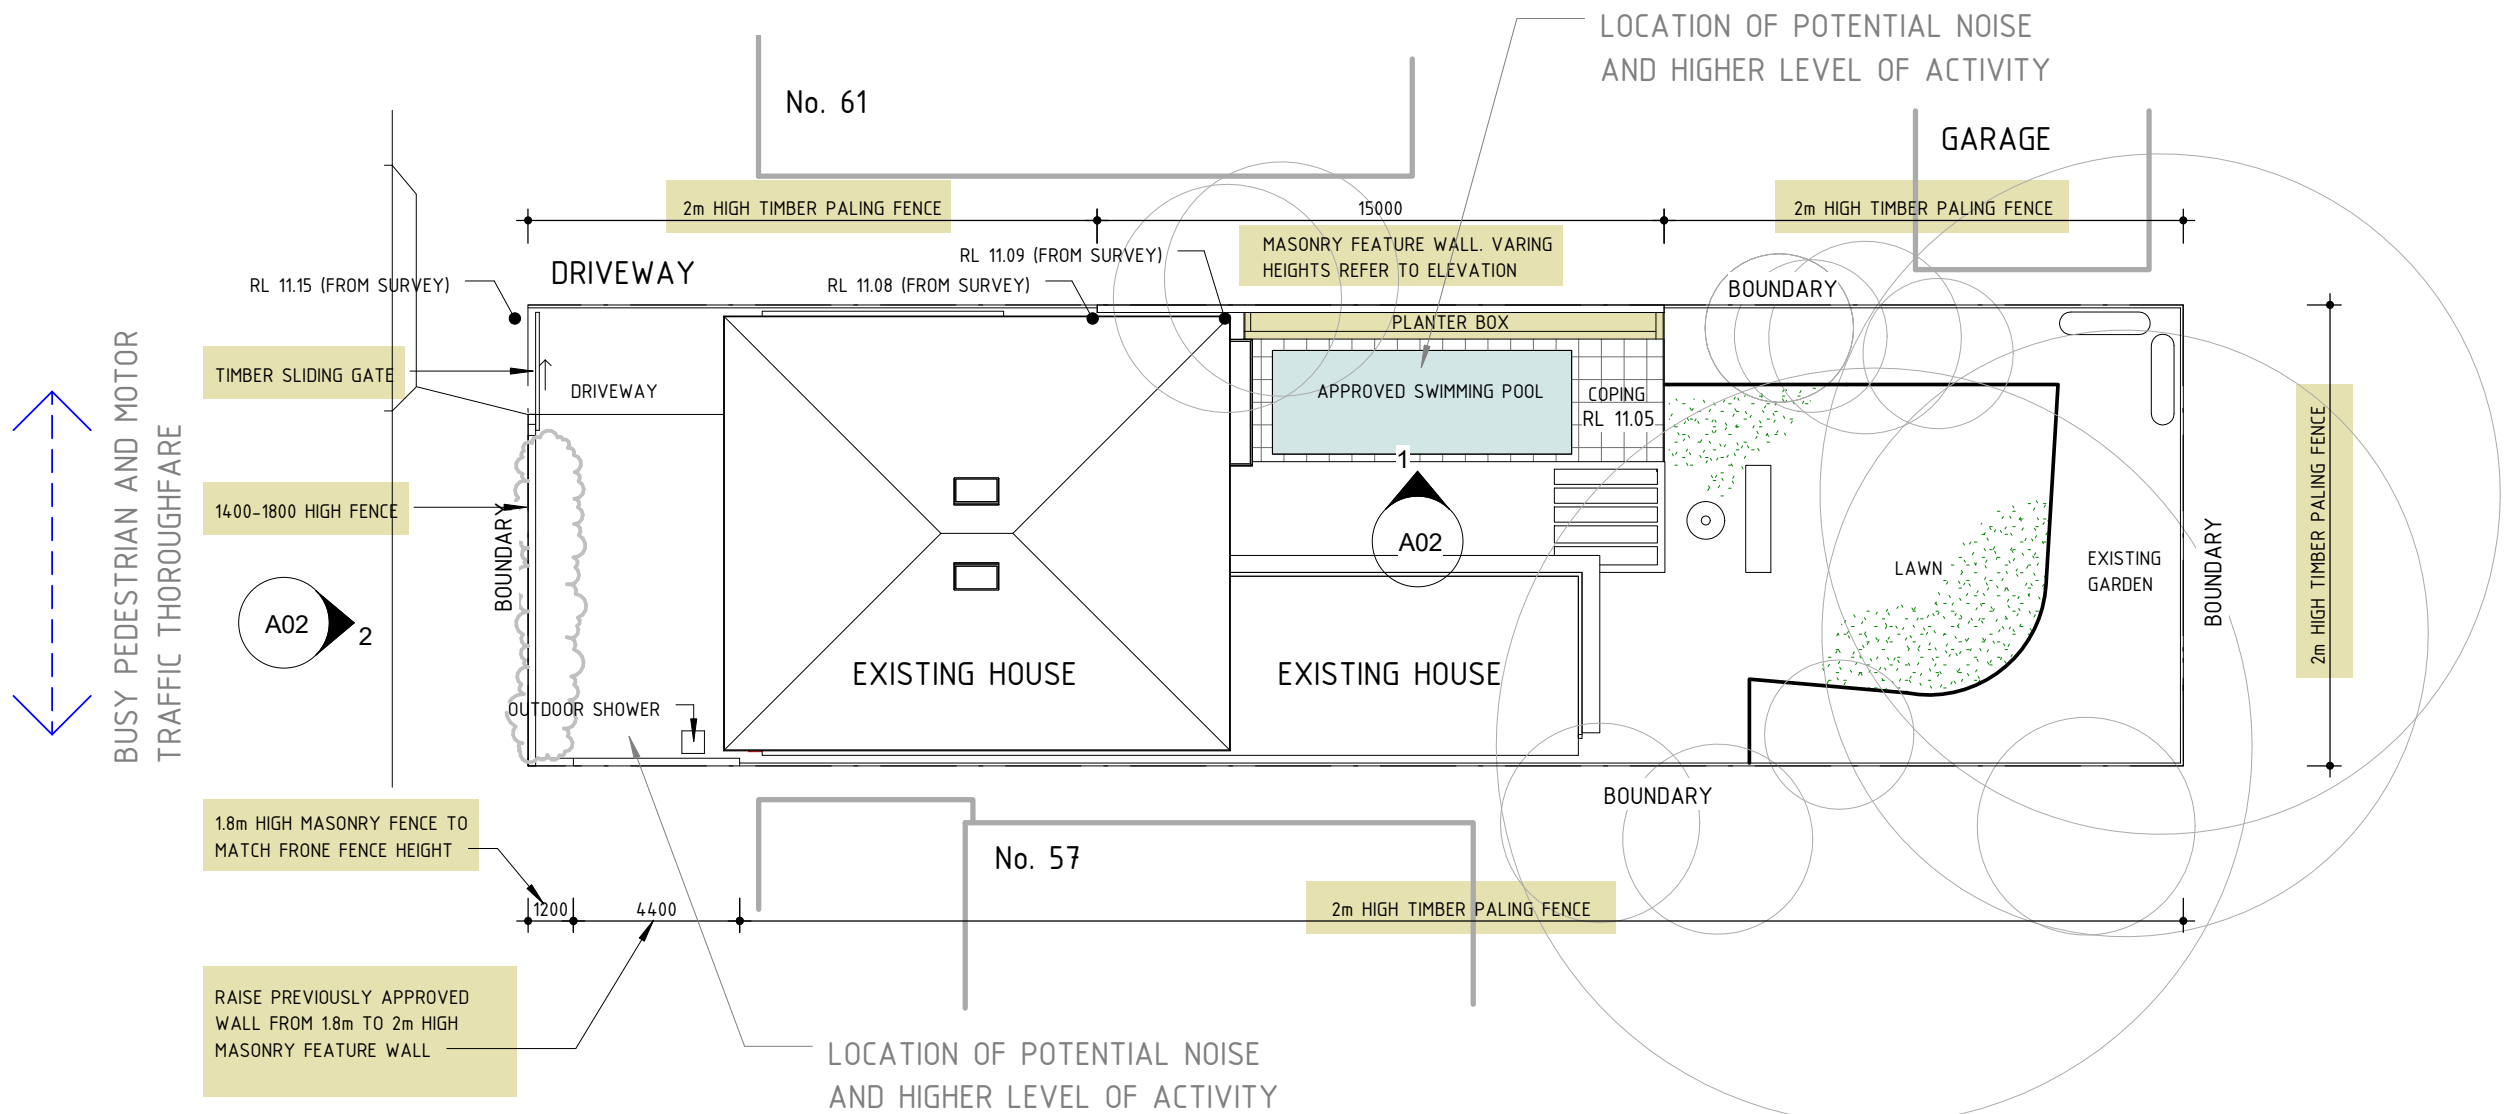 LOCATION OF POTENTIAL NOISE
AND HIGHER LEVEL OF ACTIVITY
No. 61
GARAGE
2m HIGH TIMBER PALING FENCE
15000
2m HIGH TIMBER PALING FENCE
MASONRY FEATURE WALL. VARING
HEIGHTS REFER TO ELEVATION
RL 11.09 (FROM SURVEY)
DRIVEWAY
RL 11.15 (FROM SURVEY)
RL 11.08 (FROM SURVEY)
BOUNDARY
PLANTER BOX
TIMBER SLIDING GATE
DRIVEWAY
APPROVED SWIMMING POOL
COPING
RL 11.05
BUSY PEDESTRIAN AND MOTOR
TRAFFIC THOROUGHFARE
1400-1800 HIGH FENCE
BOUNDARY
1
A02
LAWN
EXISTING
GARDEN
BOUNDARY
2m HIGH TIMBER PALING FENCE
A02
2
EXISTING HOUSE
EXISTING HOUSE
OUTDOOR SHOWER
BOUNDARY
1.8m HIGH MASONRY FENCE TO
MATCH FRONE FENCE HEIGHT
No. 57
1200
4400
2m HIGH TIMBER PALING FENCE
RAISE PREVIOUSLY APPROVED
WALL FROM 1.8m TO 2m HIGH
MASONRY FEATURE WALL
LOCATION OF POTENTIAL NOISE
AND HIGHER LEVEL OF ACTIVITY